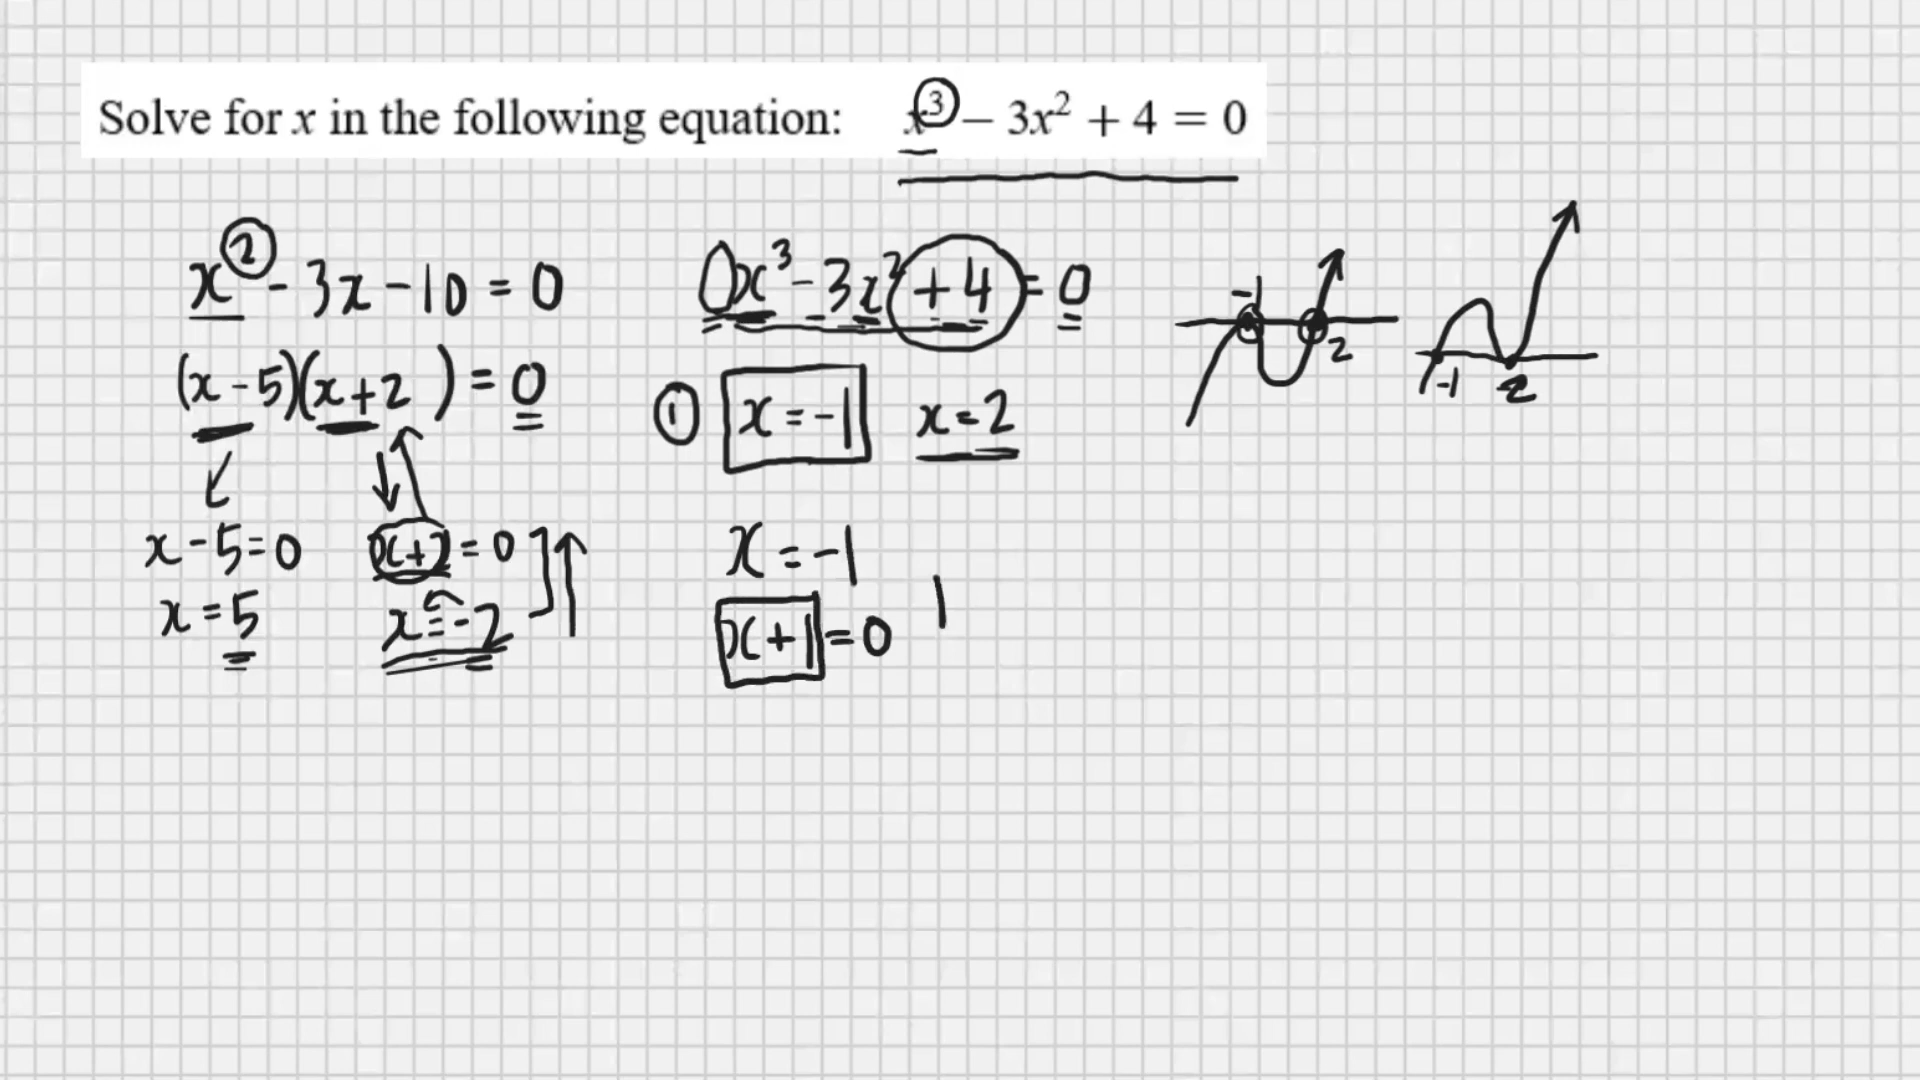 Solve for x in the following equation: x³ – 3x² + 4 = 0
x² - 3x - 10 = 0
(x - 5)(x + 2) = 0
x - 5 = 0
x = 5
x + 2 = 0
x = -2
x³ - 3x² + 4 = 0
① x = -1 x = 2
x = -1
x + 1 = 0
-1
2
-1
2